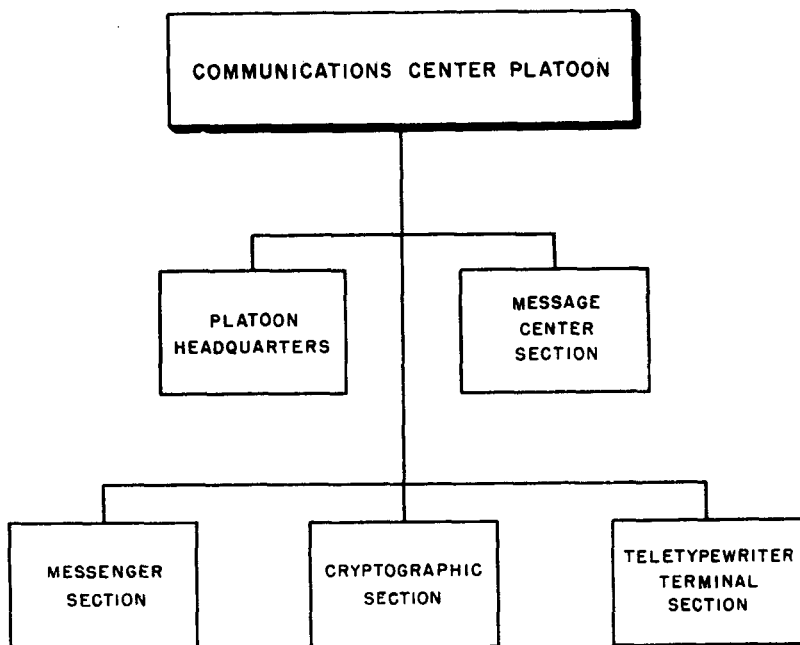 COMMUNICATIONS CENTER PLATOON
PLATOON
HEADQUARTERS
MESSAGE
CENTER
SECTION
MESSENGER
SECTION
CRYPTOGRAPHIC
SECTION
TELETYPEWRITER
TERMINAL
SECTION